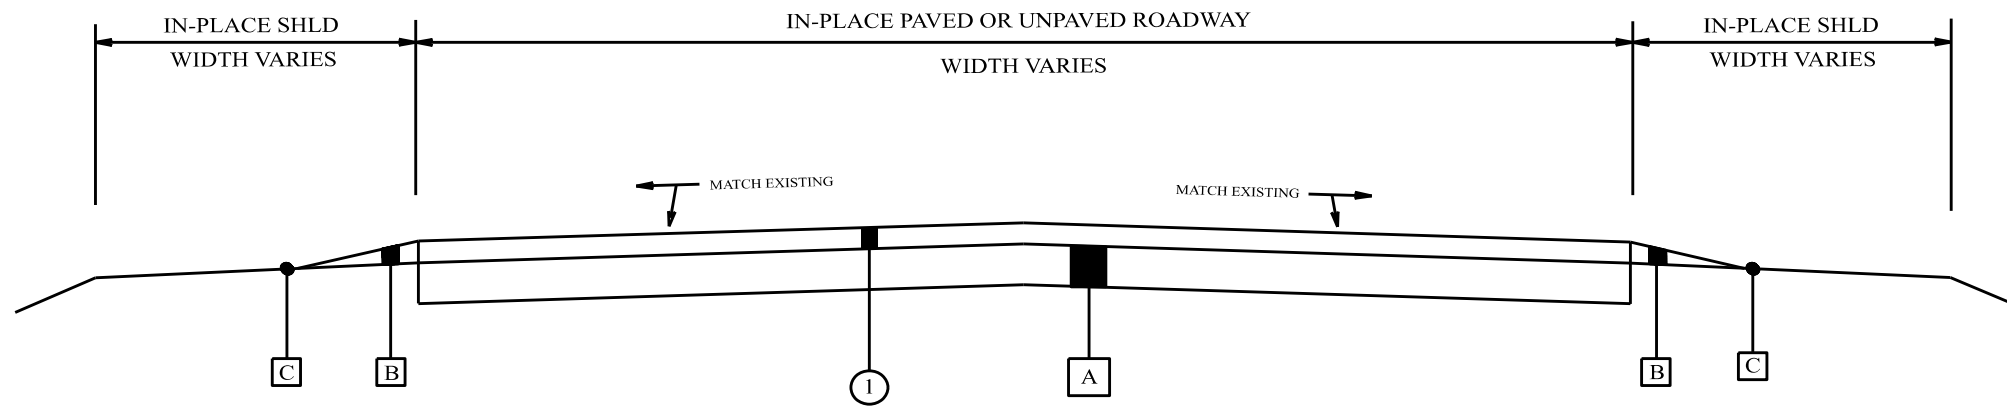 IN-PLACE SHLD
WIDTH VARIES
IN-PLACE PAVED OR UNPAVED ROADWAY
WIDTH VARIES
IN-PLACE SHLD
WIDTH VARIES
MATCH EXISTING
MATCH EXISTING
C
B
1
A
B
C